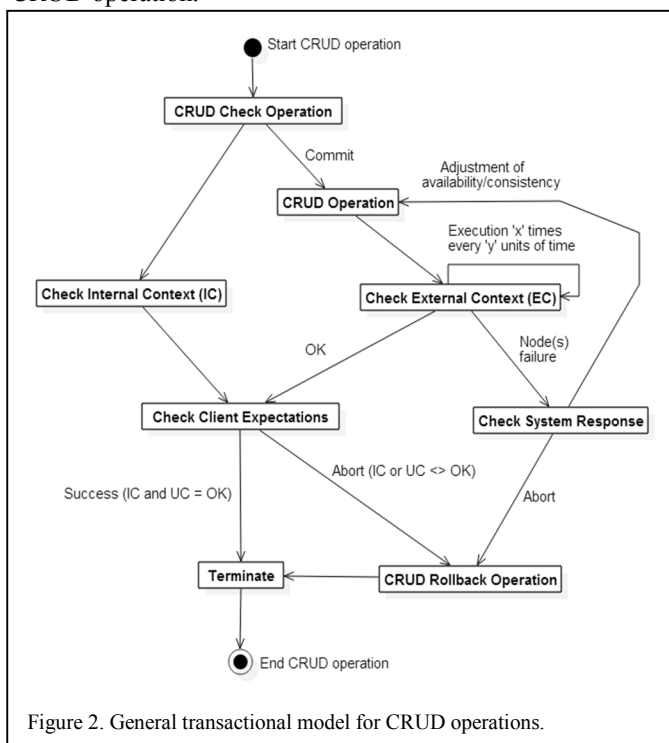 CRUD operation.
Start CRUD operation
CRUD Check Operation
Commit
Adjustment of
availability/consistency
CRUD Operation
Execution 'x' times
every 'y' units of time
Check Internal Context (IC)
Check External Context (EC)
OK
Node(s)
failure
Check Client Expectations
Check System Response
Abort (IC or UC <> OK)
Success (IC and UC = OK)
Abort
Terminate
CRUD Rollback Operation
End CRUD operation
Figure 2. General transactional model for CRUD operations.